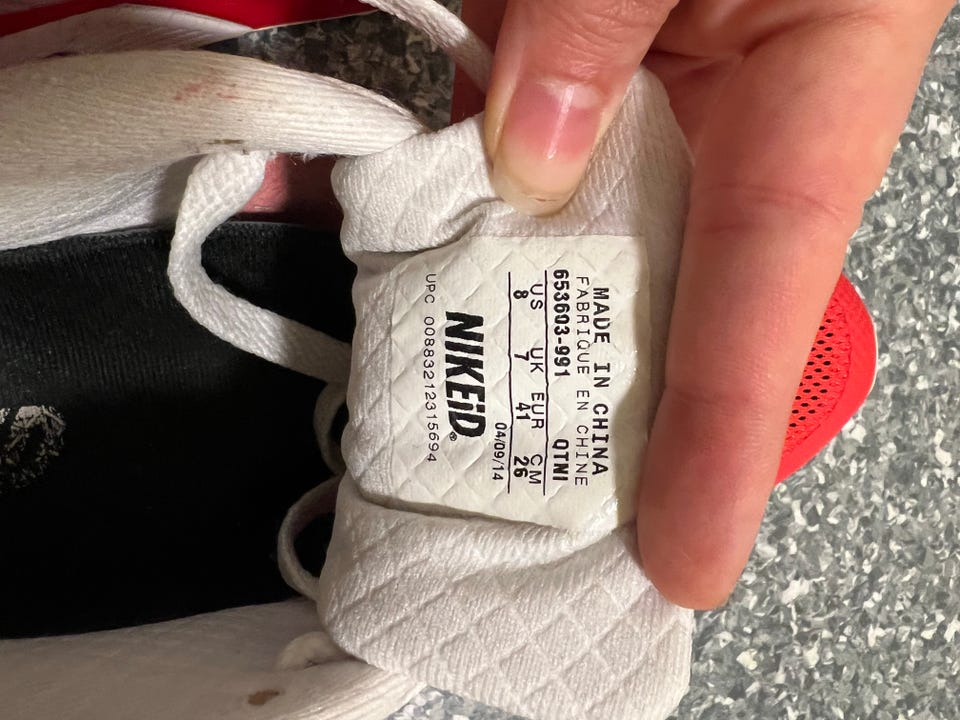 MADE IN CHINA
FABRIQUE EN CHINE
653603-991 QTNI
US UK EUR CM
8 7 41 26
04/09/14
NIKEiD®
UPC 00883212315694